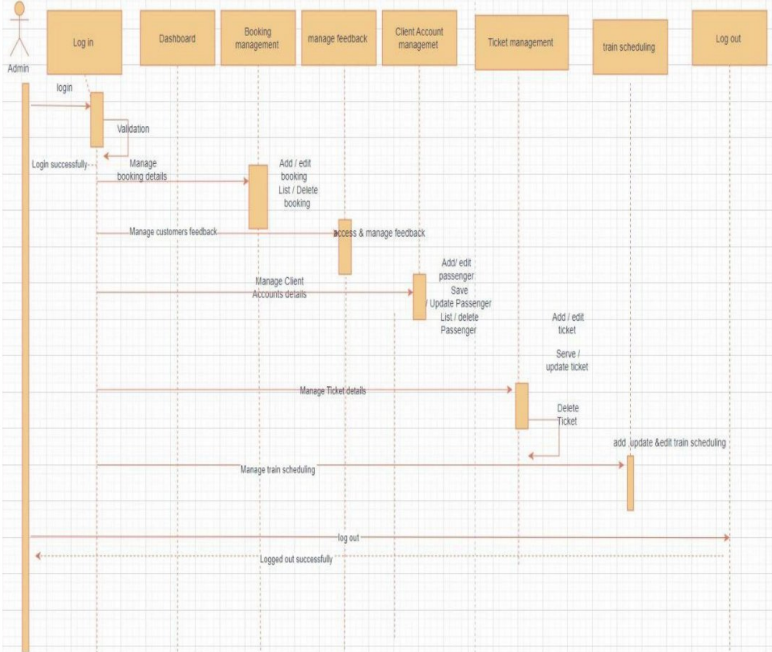 Admin
Log in
Dashboard
Booking
management
manage feedback
Client Account
managemet
Ticket management
train scheduling
Log out
login
Validation
Login successfully
Manage
booking details
Add / edit
booking
List / Delete
booking
Manage customers feedback
access & manage feedback
Manage Client
Accounts details
Add/ edit
passenger
Save
/ Update Passenger
List / delete
Passenger
Add / edit
ticket
Serve /
update ticket
Manage Ticket details
Delete
Ticket
add update &edit train scheduling
Manage train scheduling
log out
Logged out successfully